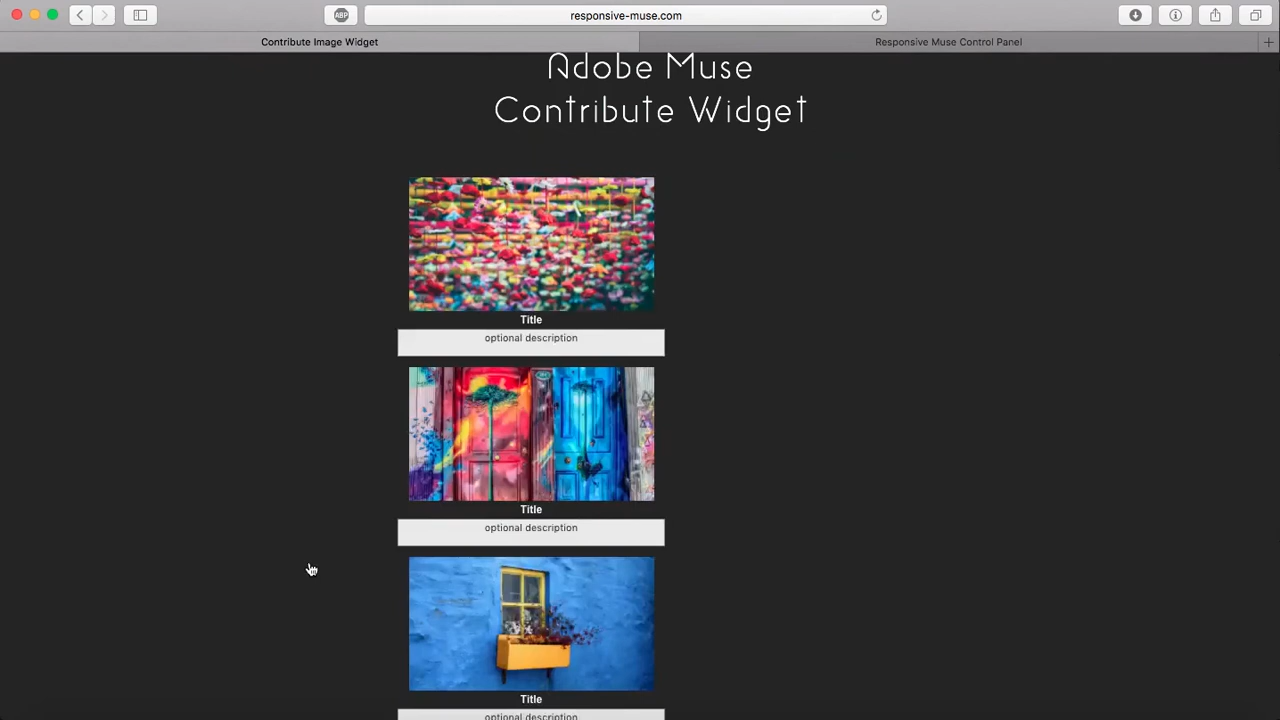 ABP
responsive-muse.com
Contribute Image Widget
Responsive Muse Control Panel
Adobe Muse
Contribute Widget
Title
optional description
Title
optional description
Title
optional description